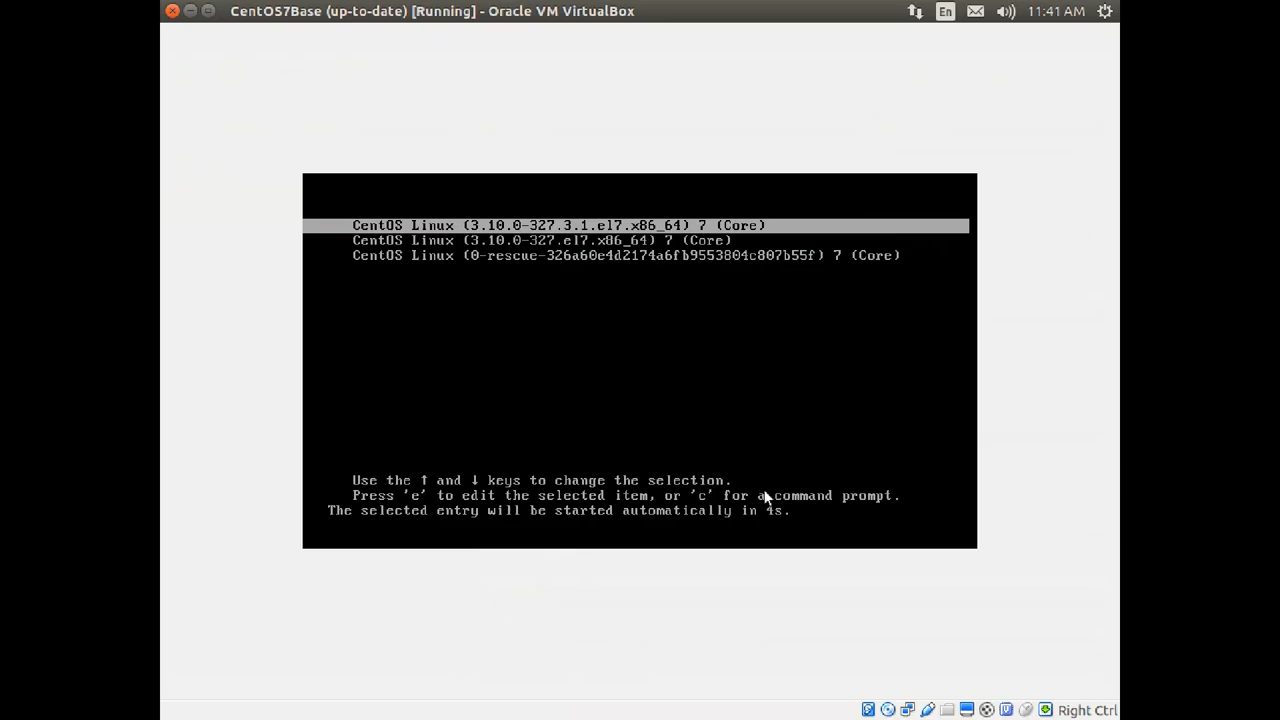 CentOS7Base (up-to-date) [Running] - Oracle VM VirtualBox
En
11:41 AM
CentOS Linux (3.10.0-327.3.1.el7.x86_64) 7 (Core)
CentOS Linux (3.10.0-327.el7.x86_64) 7 (Core)
CentOS Linux (0-rescue-326a60e4d2174a6fb9553804c807b55f) 7 (Core)
Use the ↑ and ↓ keys to change the selection.
Press 'e' to edit the selected item, or 'c' for a command prompt.
The selected entry will be started automatically in 4s.
Right Ctrl